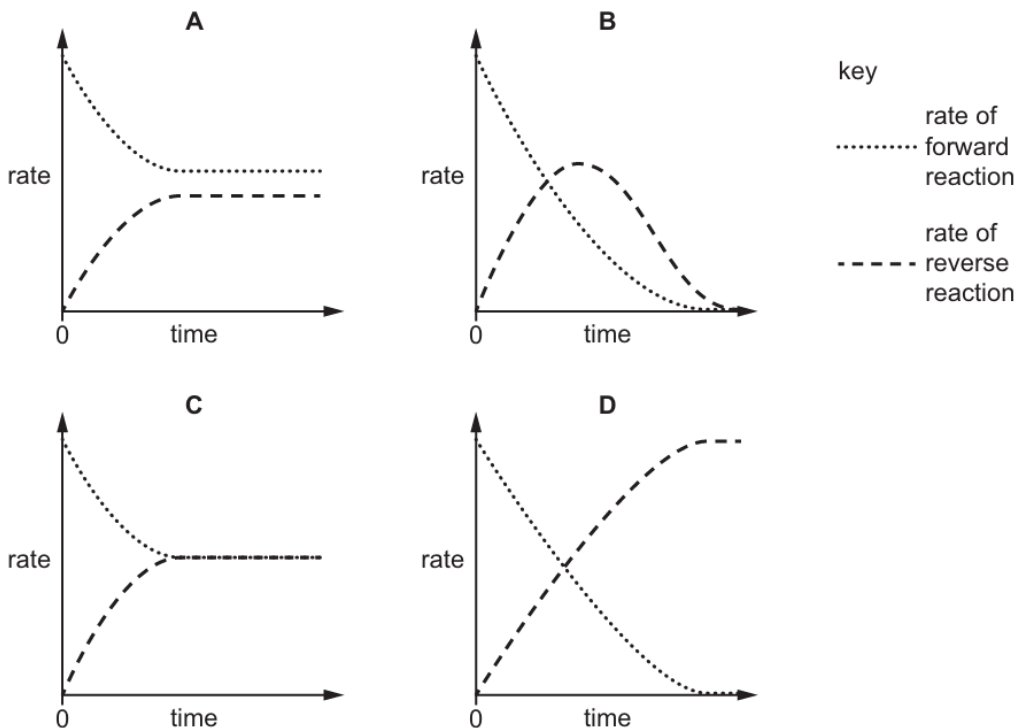 A
rate
0
time
B
0
time
key
rate of
forward
reaction
rate of
reverse
reaction
C
rate
0
time
D
rate
0
time